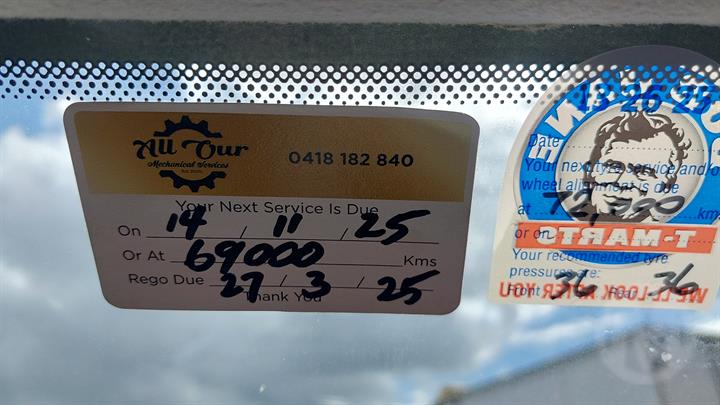 All Our
Mechanical Services
0418 182 840
Your Next Service Is Due
On 14 / 11 / 25
Or At 69000 Kms
Rego Due 27 / 3 / 25
Thank You
Date
Your next tyre service and/or
wheel alignment is due
at km
or on
T-MART
Your recommended tyre
pressures are:
Front 36 Rear 36
WE'LL LOOK AFTER YOU